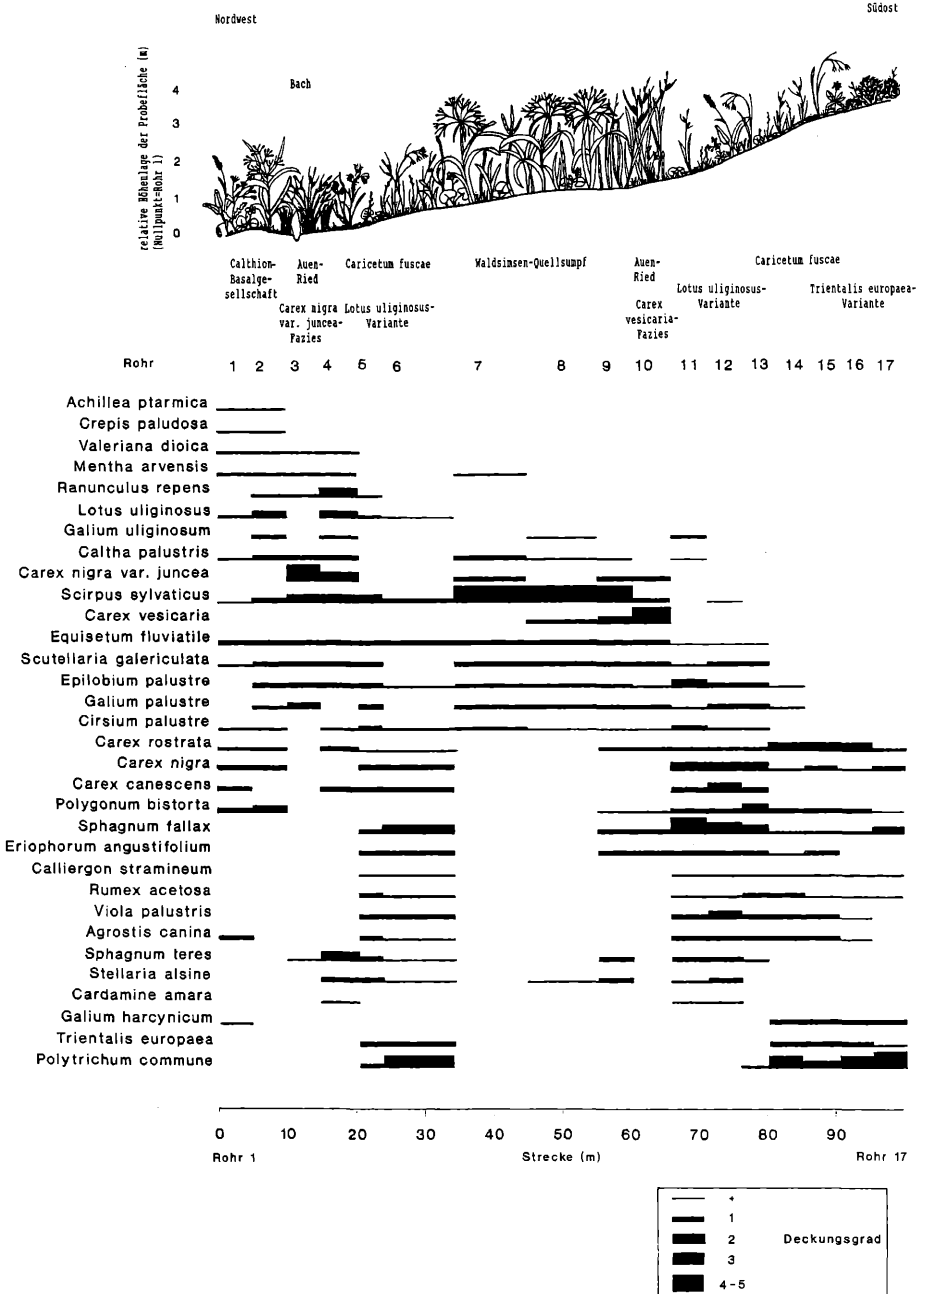 Nordwest
Südost
relative Höhenlage der Probefläche (m)
(Nullpunkt=Rohr 1)
4
3
2
1
0
Bach
Calthion-
Basalge-
sellschaft
Auen-
Ried
Carex nigra
var. juncea-
Fazies
Caricetum fuscae
Lotus uliginosus-
Variante
Waldsimsen-Quellsumpf
Auen-
Ried
Carex
vesicaria-
Fazies
Caricetum fuscae
Lotus uliginosus-
Variante
Trientalis europaea-
Variante
Rohr 1 2 3 4 5 6 7 8 9 10 11 12 13 14 15 16 17
Achillea ptarmica
Crepis paludosa
Valeriana dioica
Mentha arvensis
Ranunculus repens
Lotus uliginosus
Galium uliginosum
Caltha palustris
Carex nigra var. juncea
Scirpus sylvaticus
Carex vesicaria
Equisetum fluviatile
Scutellaria galericulata
Epilobium palustre
Galium palustre
Cirsium palustre
Carex rostrata
Carex nigra
Carex canescens
Polygonum bistorta
Sphagnum fallax
Eriophorum angustifolium
Calliergon stramineum
Rumex acetosa
Viola palustris
Agrostis canina
Sphagnum teres
Stellaria alsine
Cardamine amara
Galium harcynicum
Trientalis europaea
Polytrichum commune
0 10 20 30 40 50 60 70 80 90
Rohr 1 Strecke (m) Rohr 17
+
1
2 Deckungsgrad
3
4-5